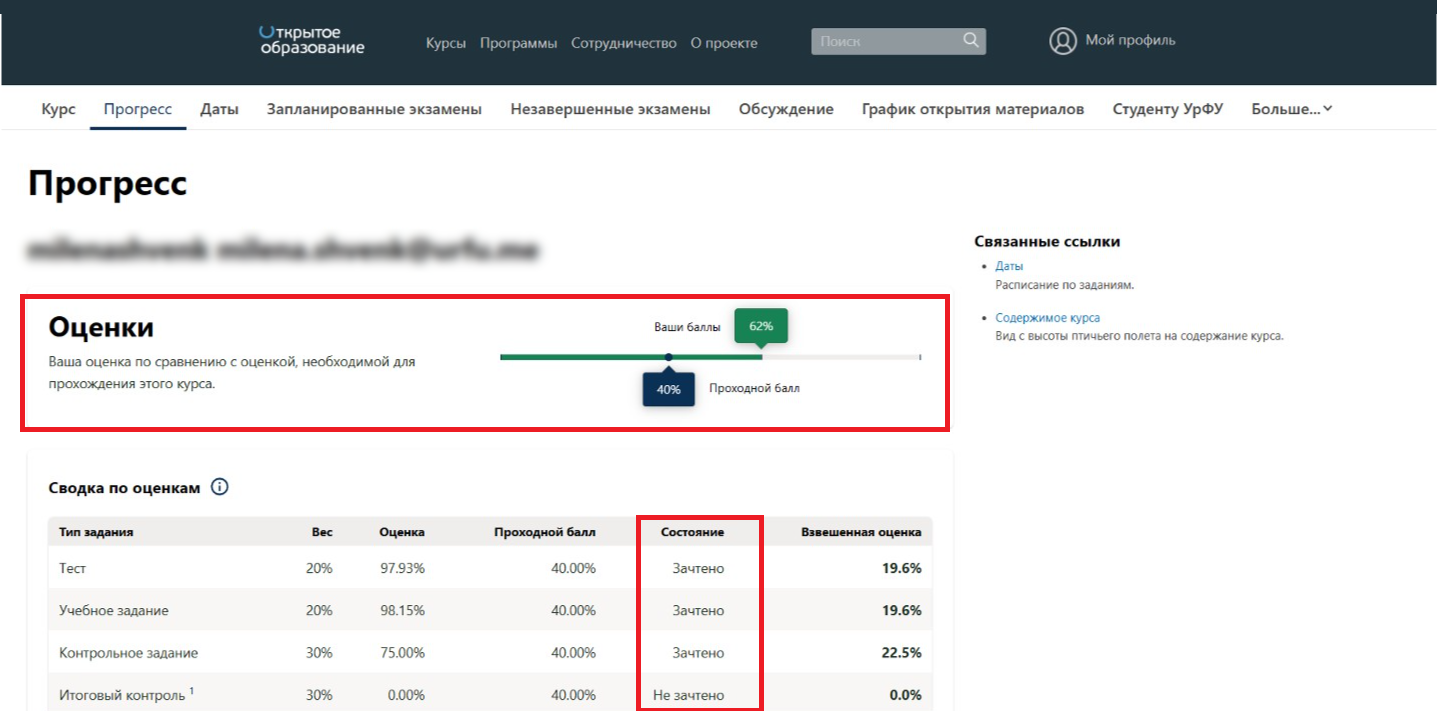 Открытое
образование
Курсы Программы Сотрудничество О проекте
Поиск
Мой профиль
Курс Прогресс Даты Запланированные экзамены Незавершенные экзамены Обсуждение График открытия материалов Студенту УрФУ Больше...
Прогресс
Связанные ссылки
Даты
Расписание по заданиям.
Содержимое курса
Вид с высоты птичьего полета на содержание курса.
Оценки
Ваша оценка по сравнению с оценкой, необходимой для
прохождения этого курса.
Ваши баллы 62%
40% Проходной балл
Сводка по оценкам
Тип задания Вес Оценка Проходной балл Состояние Взвешенная оценка
Тест 20% 97.93% 40.00% Зачтено 19.6%
Учебное задание 20% 98.15% 40.00% Зачтено 19.6%
Контрольное задание 30% 75.00% 40.00% Зачтено 22.5%
Итоговый контроль 1 30% 0.00% 40.00% Не зачтено 0.0%